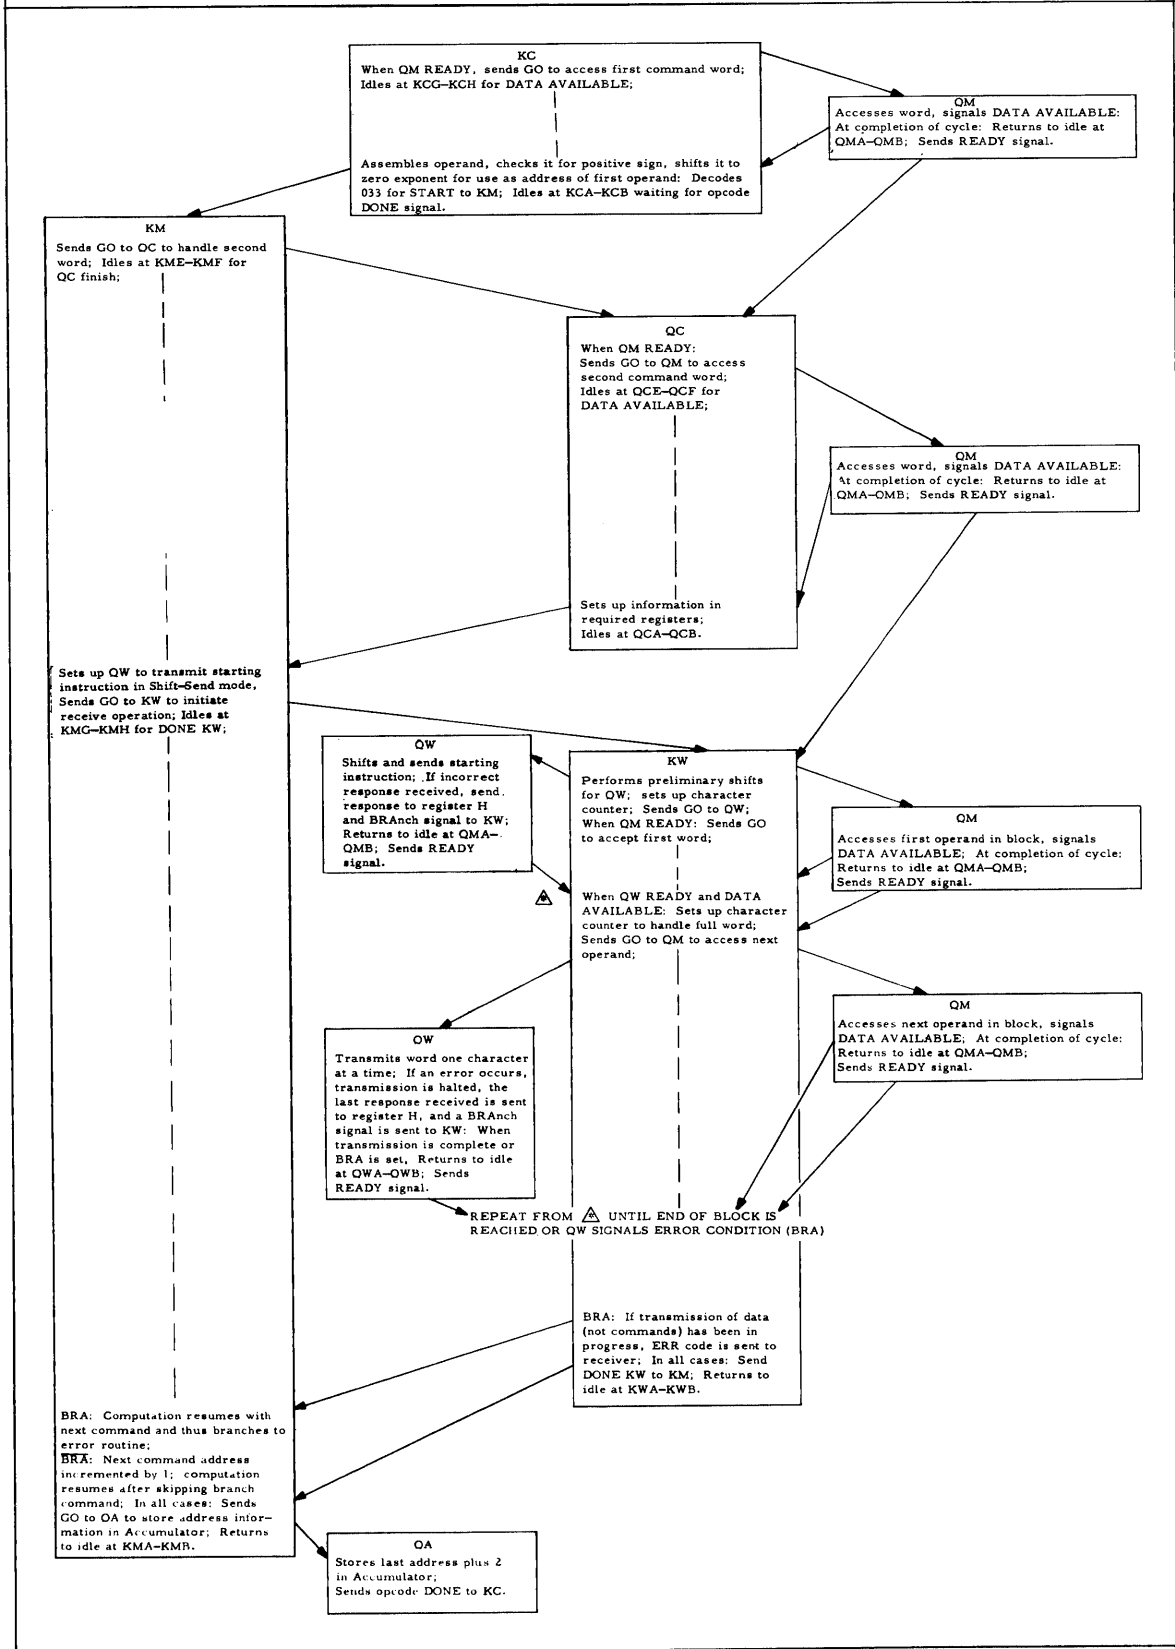 KC
When QM READY, sends GO to access first command word;
Idles at KCG-KCH for DATA AVAILABLE;
Assembles operand, checks it for positive sign, shifts it to
zero exponent for use as address of first operand: Decodes
033 for START to KM; Idles at KCA-KCB waiting for opcode
DONE signal.
QM
Accesses word, signals DATA AVAILABLE:
At completion of cycle: Returns to idle at
QMA-QMB; Sends READY signal.
KM
Sends GO to QC to handle second
word; Idles at KME-KMF for
QC finish;
QC
When QM READY:
Sends GO to QM to access
second command word;
Idles at QCE-QCF for
DATA AVAILABLE;
QM
Accesses word, signals DATA AVAILABLE:
At completion of cycle: Returns to idle at
QMA-QMB; Sends READY signal.
Sets up information in
required registers;
Idles at QCA-QCB.
Sets up QW to transmit starting
instruction in Shift-Send mode,
Sends GO to KW to initiate
receive operation; Idles at
KMG-KMH for DONE KW;
QW
Shifts and sends starting
instruction; If incorrect
response received, send
response to register H
and BRAnch signal to KW;
Returns to idle at QMA-
QMB; Sends READY
signal.
KW
Performs preliminary shifts
for QW; sets up character
counter; Sends GO to QW;
When QM READY: Sends GO
to accept first word;
QM
Accesses first operand in block, signals
DATA AVAILABLE; At completion of cycle:
Returns to idle at QMA-QMB;
Sends READY signal.
When QW READY and DATA
AVAILABLE: Sets up character
counter to handle full word;
Sends GO to QM to access next
operand;
QM
Accesses next operand in block, signals
DATA AVAILABLE; At completion of cycle:
Returns to idle at QMA-QMB;
Sends READY signal.
QW
Transmits word one character
at a time; If an error occurs,
transmission is halted, the
last response received is sent
to register H, and a BRAnch
signal is sent to KW: When
transmission is complete or
BRA is set, Returns to idle
at QWA-QWB; Sends
READY signal.
REPEAT FROM UNTIL END OF BLOCK IS
REACHED OR QW SIGNALS ERROR CONDITION (BRA)
BRA: If transmission of data
(not commands) has been in
progress, ERR code is sent to
receiver; In all cases: Send
DONE KW to KM; Returns to
idle at KWA-KWB.
BRA: Computation resumes with
next command and thus branches to
error routine;
B̅R̅A̅: Next command address
incremented by 1; computation
resumes after skipping branch
command; In all cases: Sends
GO to QA to store address infor-
mation in Accumulator; Returns
to idle at KMA-KMB.
QA
Stores last address plus 2
in Accumulator;
Sends opcode DONE to KC.